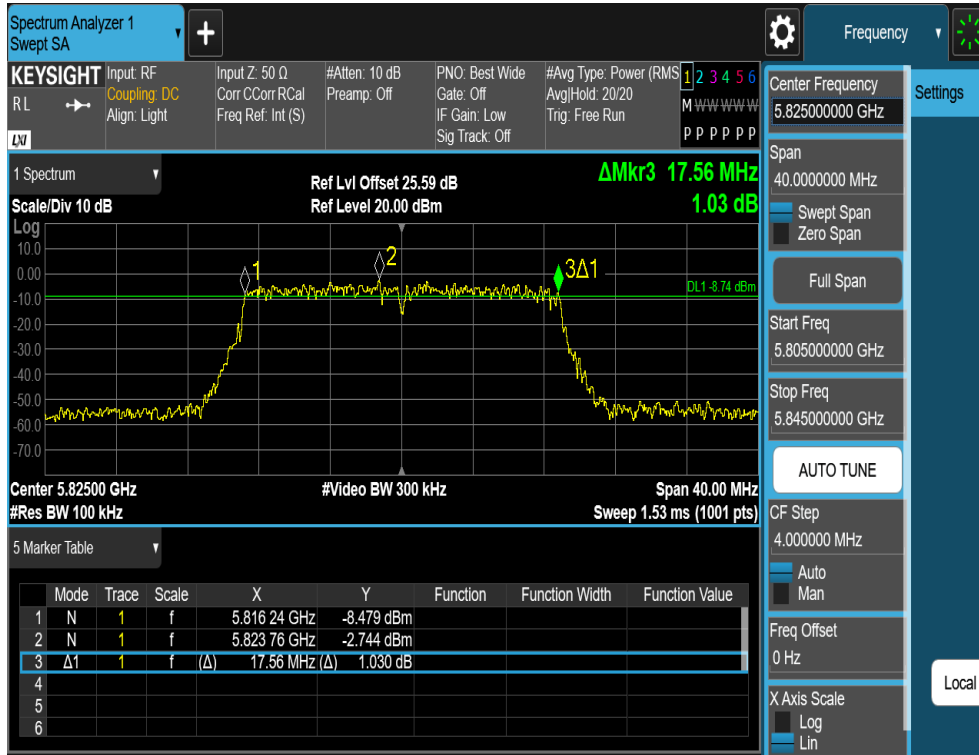 Spectrum Analyzer 1
Swept SA
+
Frequency
KEYSIGHT
RL
LXI
Input: RF
Coupling: DC
Align: Light
Input Z: 50 Ω
Corr CCorr RCal
Freq Ref: Int (S)
#Atten: 10 dB
Preamp: Off
PNO: Best Wide
Gate: Off
IF Gain: Low
Sig Track: Off
#Avg Type: Power (RMS
Avg|Hold: 20/20
Trig: Free Run
1 2 3 4 5 6
M W W W W W
P P P P P P
1 Spectrum
Scale/Div 10 dB
Ref Lvl Offset 25.59 dB
Ref Level 20.00 dBm
ΔMkr3 17.56 MHz
1.03 dB
Log
10.0
0.00
-10.0
-20.0
-30.0
-40.0
-50.0
-60.0
-70.0
1
2
3Δ1
DL1 -8.74 dBm
Center 5.82500 GHz
#Res BW 100 kHz
#Video BW 300 kHz
Span 40.00 MHz
Sweep 1.53 ms (1001 pts)
5 Marker Table
Mode Trace Scale X Y Function Function Width Function Value
1 N 1 f 5.816 24 GHz -8.479 dBm
2 N 1 f 5.823 76 GHz -2.744 dBm
3 Δ1 1 f (Δ) 17.56 MHz (Δ) 1.030 dB
4
5
6
Center Frequency
5.825000000 GHz
Span
40.0000000 MHz
Swept Span
Zero Span
Full Span
Start Freq
5.805000000 GHz
Stop Freq
5.845000000 GHz
AUTO TUNE
CF Step
4.000000 MHz
Auto
Man
Freq Offset
0 Hz
X Axis Scale
Log
Lin
Settings
Local